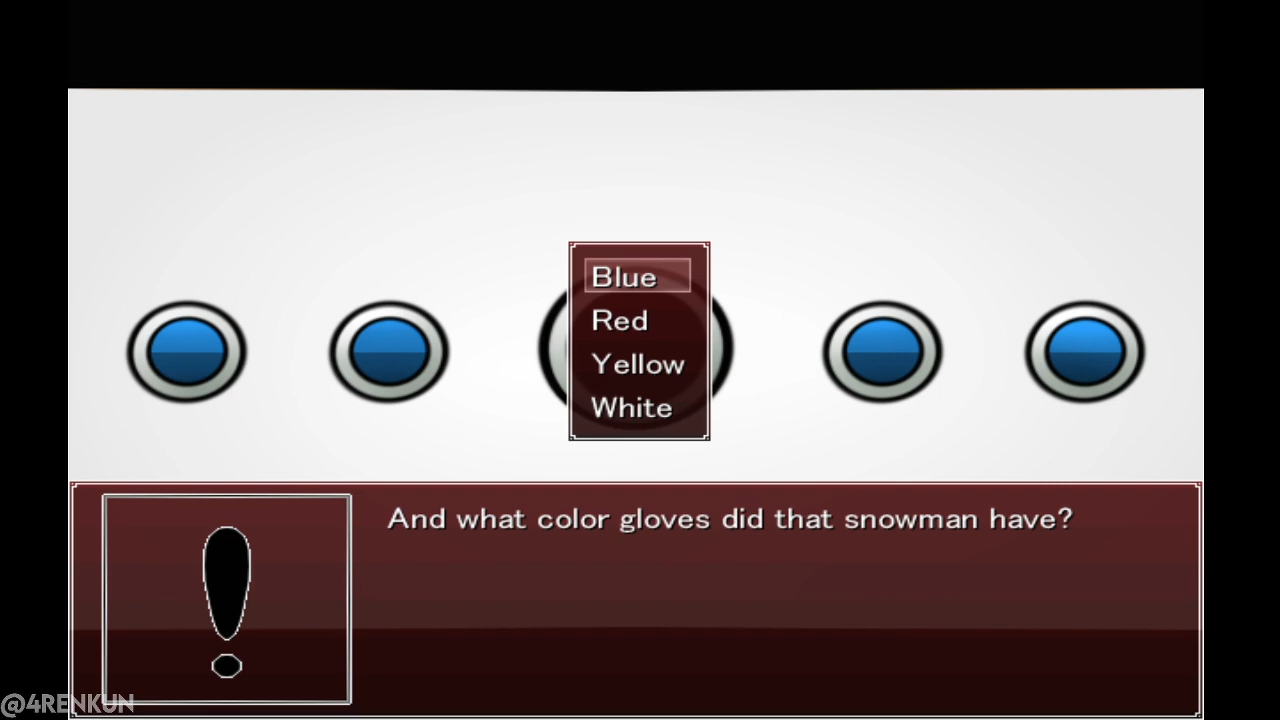 Blue
Red
Yellow
White
And what color gloves did that snowman have?
@4RENKUN